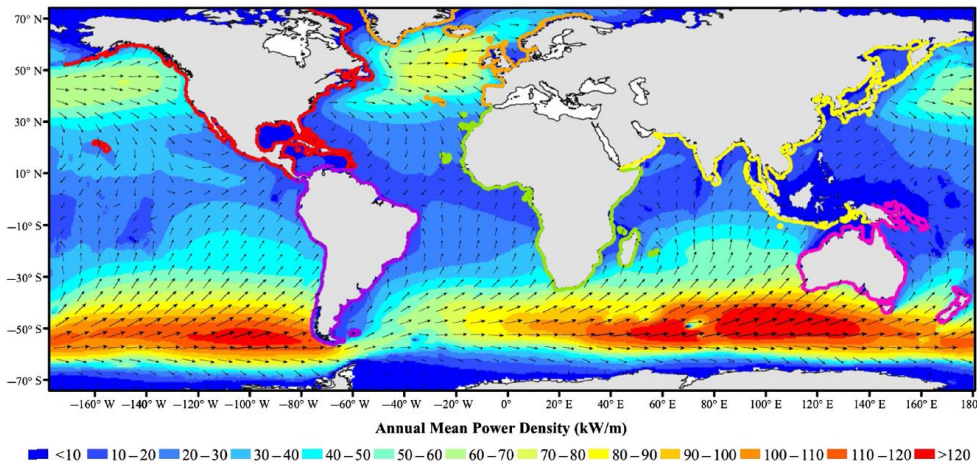 70° N
50° N
30° N
10° N
−10° S
−30° S
−50° S
−70° S
−160° W −140° W −120° W −100° W −80° W −60° W −40° W −20° W 0° 20° E 40° E 60° E 80° E 100° E 120° E 140° E 160° E 180
Annual Mean Power Density (kW/m)
<10 10 – 20 20 – 30 30 – 40 40 – 50 50 – 60 60 – 70 70 – 80 80 – 90 90 – 100 100 – 110 110 – 120 >120